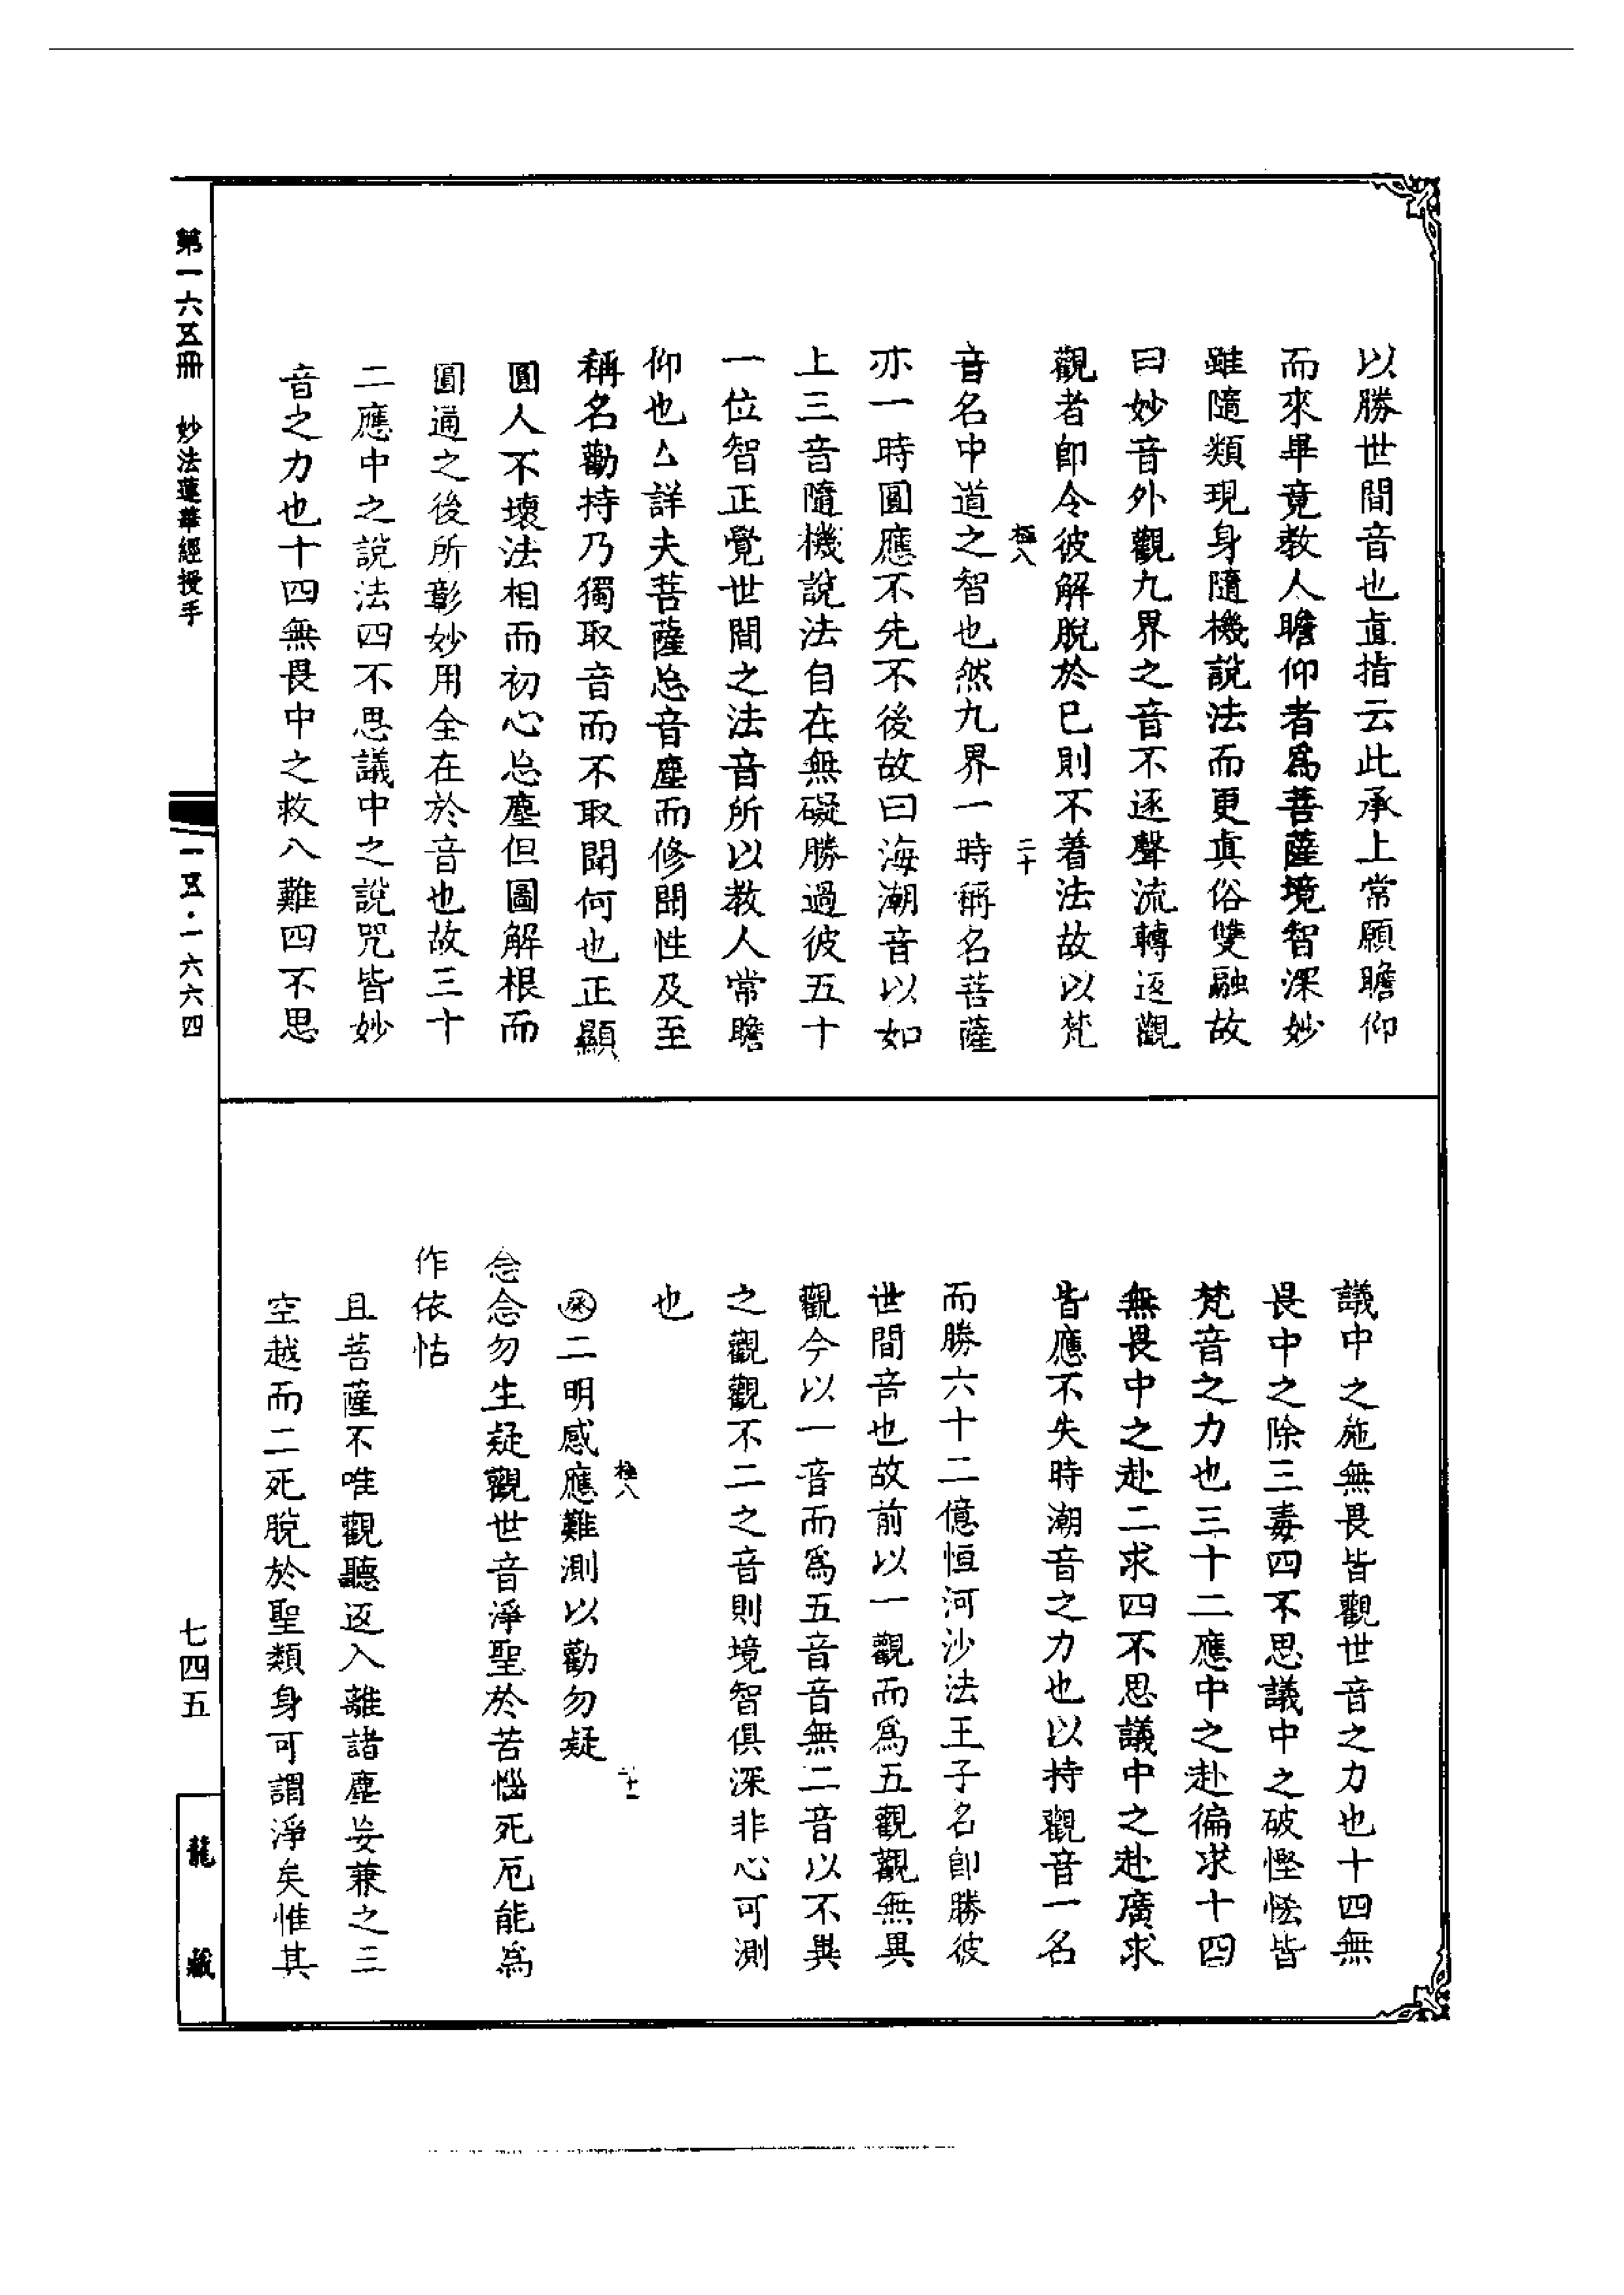 以勝世間音也直指云此承上常願瞻仰
而來畢竟教人瞻仰者爲菩薩境智深妙
雖隨類現身隨機說法而更真俗雙融故
曰妙音外觀九界之音不逐聲流轉返觀
觀者卽令彼解脫於已則不著法故以梵
極八
二十
音名中道之智也然九界一時稱名菩薩
亦一時圓應不先不後故曰海潮音以如
上三音隨機說法自在無礙勝過彼五十
一位智正覺世間之法音所以教人常瞻
仰也△詳夫菩薩忘音塵而修聞性及至
稱名勸持乃獨取音而不取聞何也正顯
圓人不壞法相而初心忘塵但圖解根而
圓通之後所彰妙用全在於音也故三十
二應中之說法四不思議中之說咒皆妙
音之力也十四無畏中之救八難四不思
議中之施無畏皆觀世音之力也十四無
畏中之除三毒四不思議中之破慳悋皆
梵音之力也三十二應中之赴徧求十四
無畏中之赴二求四不思議中之赴廣求
皆應不失時潮音之力也以持觀音一名
而勝六十二億恒河沙法王子名卽勝彼
世間音也故前以一觀而爲五觀觀無異
觀今以一音而爲五音音無二音以不異
之觀觀不二之音則境智俱深非心可測
也
極八
二十一
㊌二明感應難測以勸勿疑
念念勿生疑觀世音淨聖於苦惱死厄能爲
作依怙
且菩薩不唯觀聽返入離諸塵妄兼之三
空越而二死脫於聖類身可謂淨矣惟其
第一六五冊　妙法蓮華經授手
一五·一六六四
七四五
龍藏